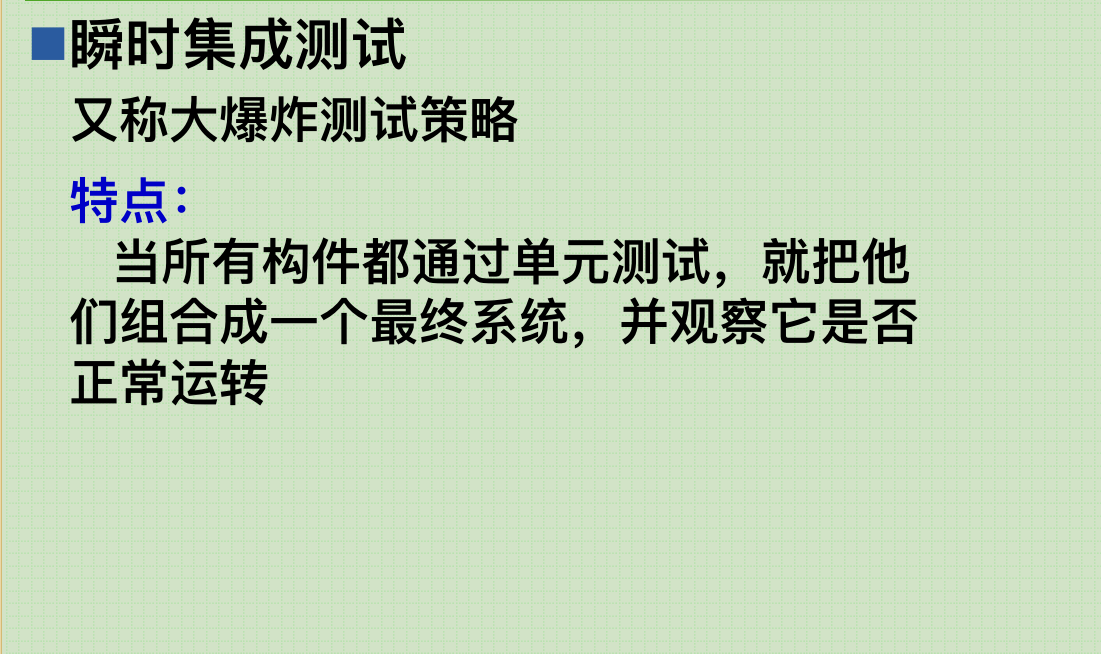 瞬时集成测试
又称大爆炸测试策略
特点：
当所有构件都通过单元测试，就把他
们组合成一个最终系统，并观察它是否
正常运转